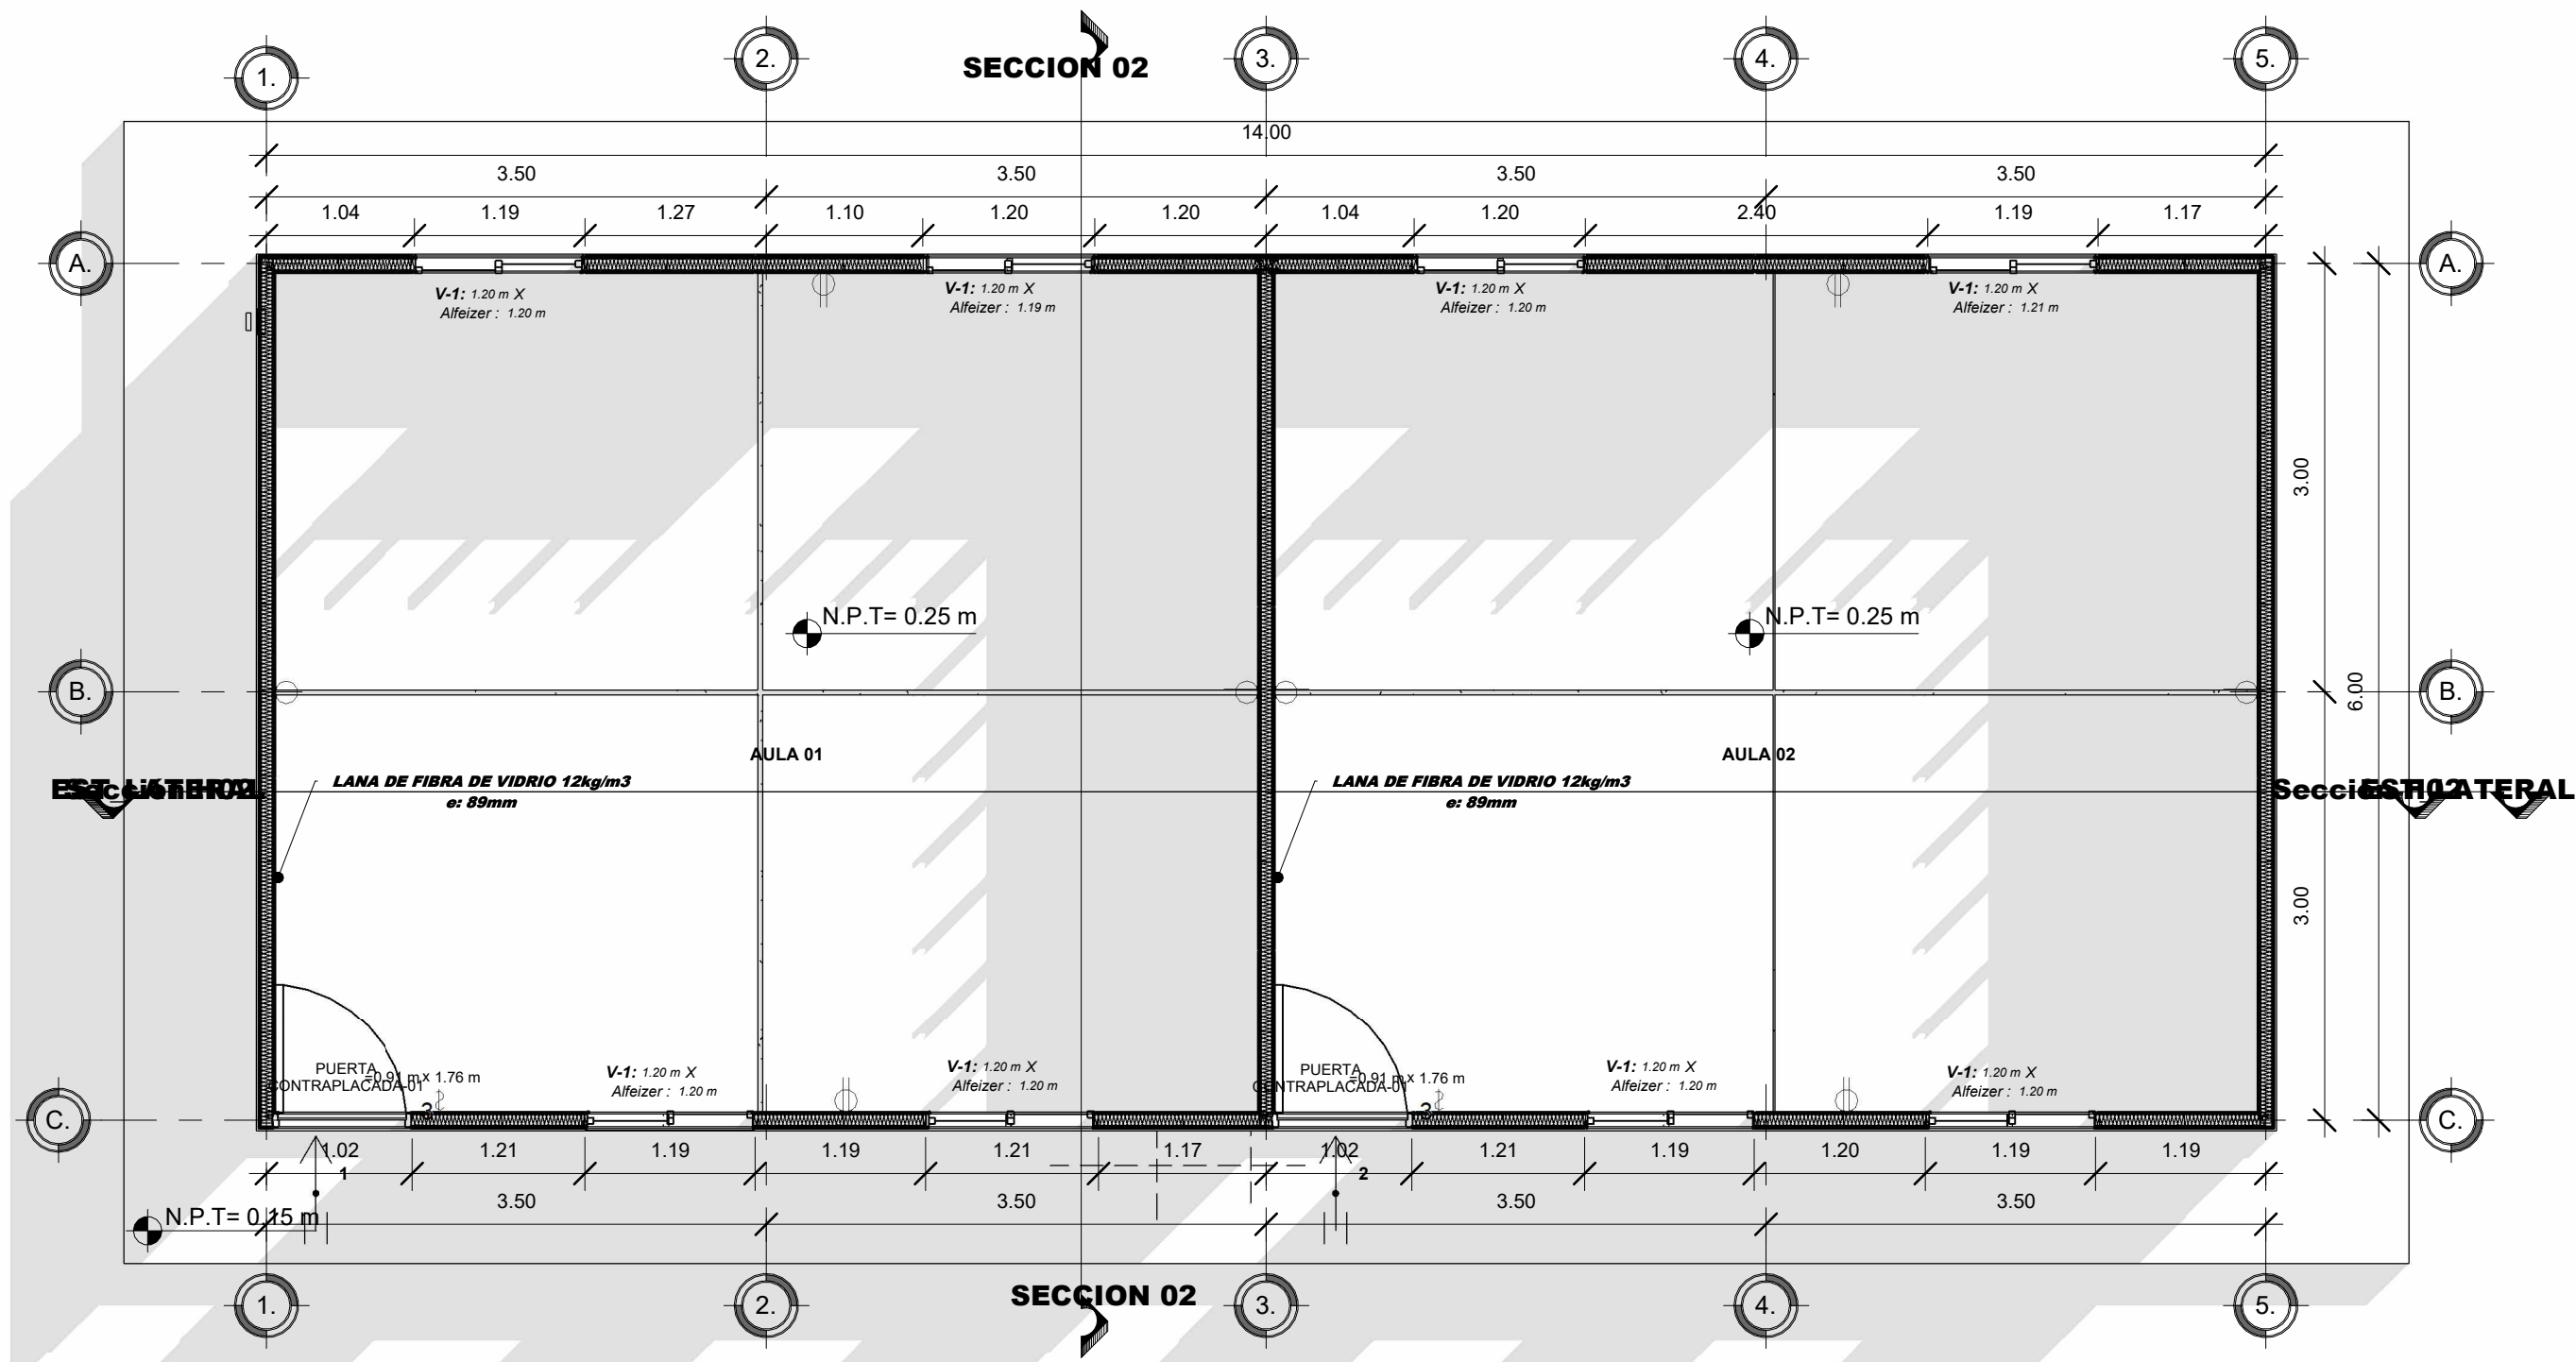 SECCION 02
1.
2.
3.
4.
5.
14.00
3.50
3.50
3.50
3.50
1.04
1.19
1.27
1.10
1.20
1.20
1.04
1.20
2.40
1.19
1.17
A.
A.
V-1: 1.20 m X
Alfeizer : 1.20 m
V-1: 1.20 m X
Alfeizer : 1.19 m
V-1: 1.20 m X
Alfeizer : 1.20 m
V-1: 1.20 m X
Alfeizer : 1.21 m
3.00
N.P.T= 0.25 m
N.P.T= 0.25 m
B.
B.
6.00
AULA 01
AULA 02
LANA DE FIBRA DE VIDRIO 12kg/m3
e: 89mm
LANA DE FIBRA DE VIDRIO 12kg/m3
e: 89mm
3.00
PUERTA
CONTRAPLACADA-01
=0.91 m x 1.76 m
V-1: 1.20 m X
Alfeizer : 1.20 m
V-1: 1.20 m X
Alfeizer : 1.20 m
PUERTA
CONTRAPLACADA-01
=0.91 m x 1.76 m
V-1: 1.20 m X
Alfeizer : 1.20 m
V-1: 1.20 m X
Alfeizer : 1.20 m
C.
C.
1.02
1.21
1.19
1.19
1.21
1.17
1.02
1.21
1.19
1.20
1.19
1.19
1
2
3.50
3.50
3.50
3.50
N.P.T= 0.15 m
SECCION 02
1.
2.
3.
4.
5.